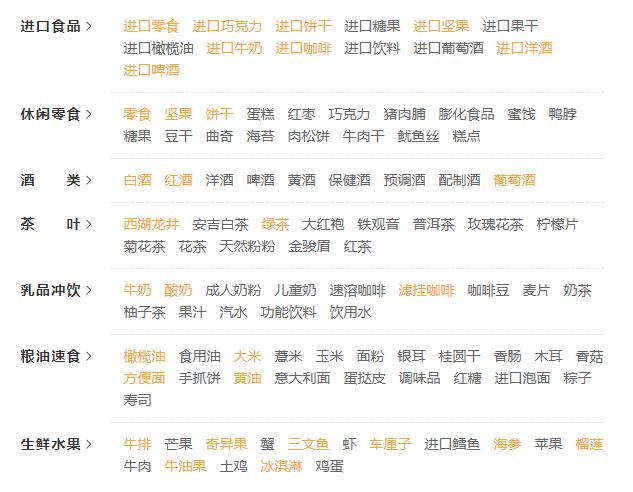 进口食品 > 进口零食 进口巧克力 进口饼干 进口糖果 进口坚果 进口果干
进口橄榄油 进口牛奶 进口咖啡 进口饮料 进口葡萄酒 进口洋酒
进口啤酒
休闲零食 > 零食 坚果 饼干 蛋糕 红枣 巧克力 猪肉脯 膨化食品 蜜饯 鸭脖
糖果 豆干 曲奇 海苔 肉松饼 牛肉干 鱿鱼丝 糕点
酒 类 > 白酒 红酒 洋酒 啤酒 黄酒 保健酒 预调酒 配制酒 葡萄酒
茶 叶 > 西湖龙井 安吉白茶 绿茶 大红袍 铁观音 普洱茶 玫瑰花茶 柠檬片
菊花茶 花茶 天然粉粉 金骏眉 红茶
乳品冲饮 > 牛奶 酸奶 成人奶粉 儿童奶 速溶咖啡 滤挂咖啡 咖啡豆 麦片 奶茶
柚子茶 果汁 汽水 功能饮料 饮用水
粮油速食 > 橄榄油 食用油 大米 薏米 玉米 面粉 银耳 桂圆干 香肠 木耳 香菇
方便面 手抓饼 黄油 意大利面 蛋挞皮 调味品 红糖 进口泡面 粽子
寿司
生鲜水果 > 牛排 芒果 奇异果 蟹 三文鱼 虾 车厘子 进口鳕鱼 海参 苹果 榴莲
牛肉 牛油果 土鸡 冰淇淋 鸡蛋